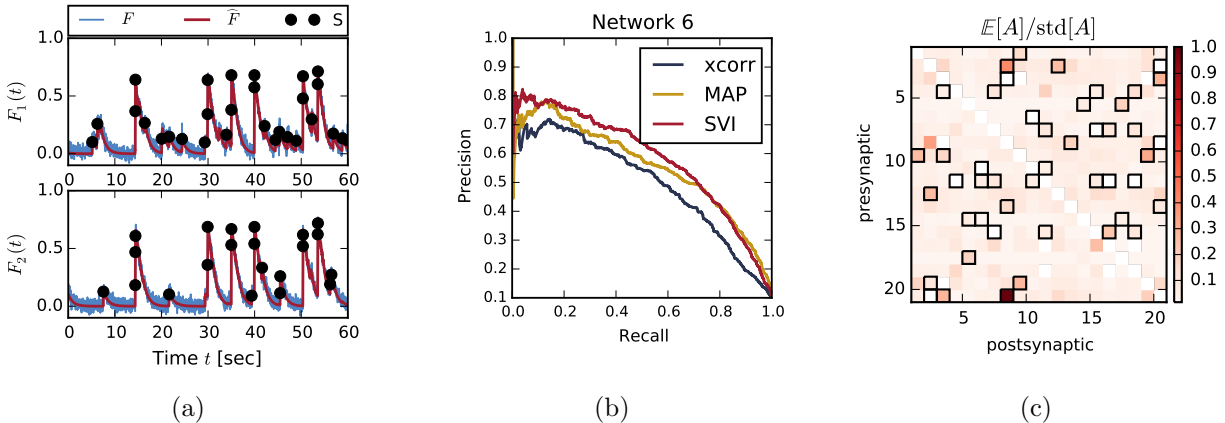 F F̂ S
1.0
0.5
0.0
F₁(t)
0 10 20 30 40 50 60
1.0
0.5
0.0
F₂(t)
0 10 20 30 40 50 60
Time t [sec]
(a)
Network 6
xcorr
MAP
SVI
1.0
0.9
0.8
0.7
0.6
0.5
0.4
0.3
0.2
0.1
Precision
0.0 0.2 0.4 0.6 0.8 1.0
Recall
(b)
𝔼[A]/std[A]
5
10
15
20
presynaptic
5 10 15 20
postsynaptic
1.0
0.9
0.8
0.7
0.6
0.5
0.4
0.3
0.2
0.1
(c)